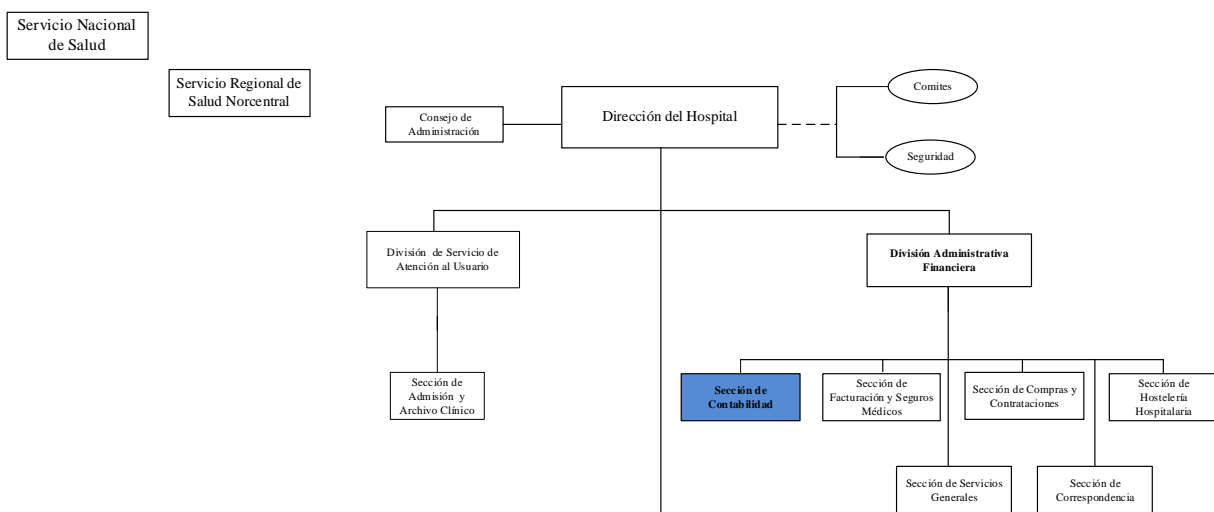 Servicio Nacional
de Salud
Servicio Regional de
Salud Norcentral
Consejo de
Administración
Dirección del Hospital
Comites
Seguridad
División de Servicio de
Atención al Usuario
División Administrativa
Financiera
Sección de
Admisión y
Archivo Clínico
Sección de
Contabilidad
Sección de
Facturación y Seguros
Médicos
Sección de Compras y
Contrataciones
Sección de
Hostelería
Hospitalaria
Sección de Servicios
Generales
Sección de
Correspondencia